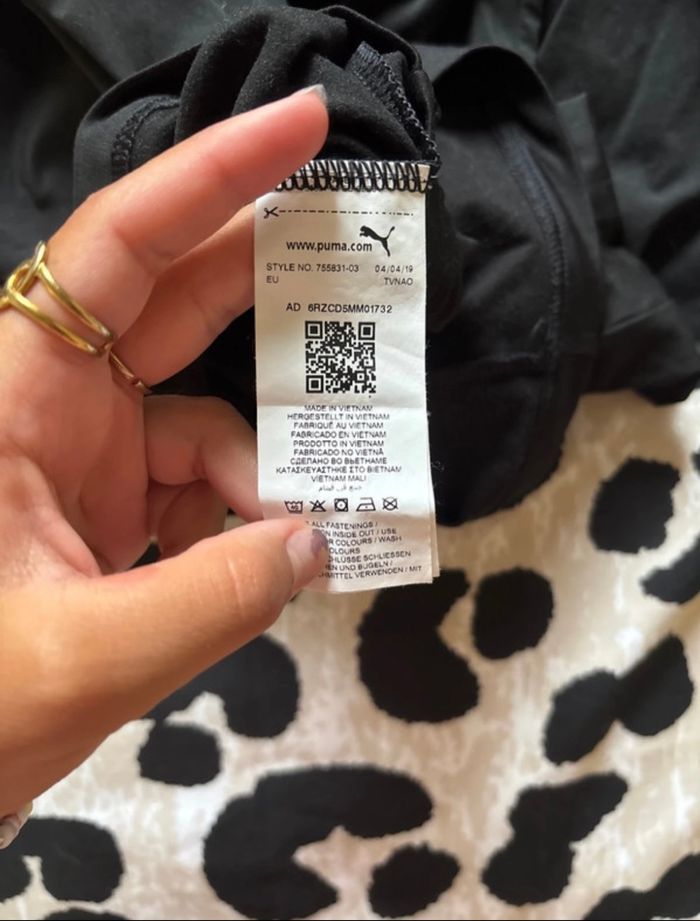 www.puma.com
STYLE NO. 755831-03 04/04/19
EU TVNAO
AD 6RZCD5MM01732
MADE IN VIETNAM
HERGESTELLT IN VIETNAM
FABRIQUÉ AU VIETNAM
FABRICADO EN VIETNAM
PRODOTTO IN VIETNAM
FABRICADO NO VIETNÃ
СДЕЛАНО ВО ВЬЕТНАМЕ
ΚΑΤΑΣΚΕΥΑΣΤΗΚΕ ΣΤΟ ΒΙΕΤΝΑΜ
VİETNAM MALI
ALL FASTENINGS /
INSIDE OUT / USE
COLOURS / WASH
COLOURS
SCHLIESSEN
UND BÜGELN /
VERWENDEN / MIT